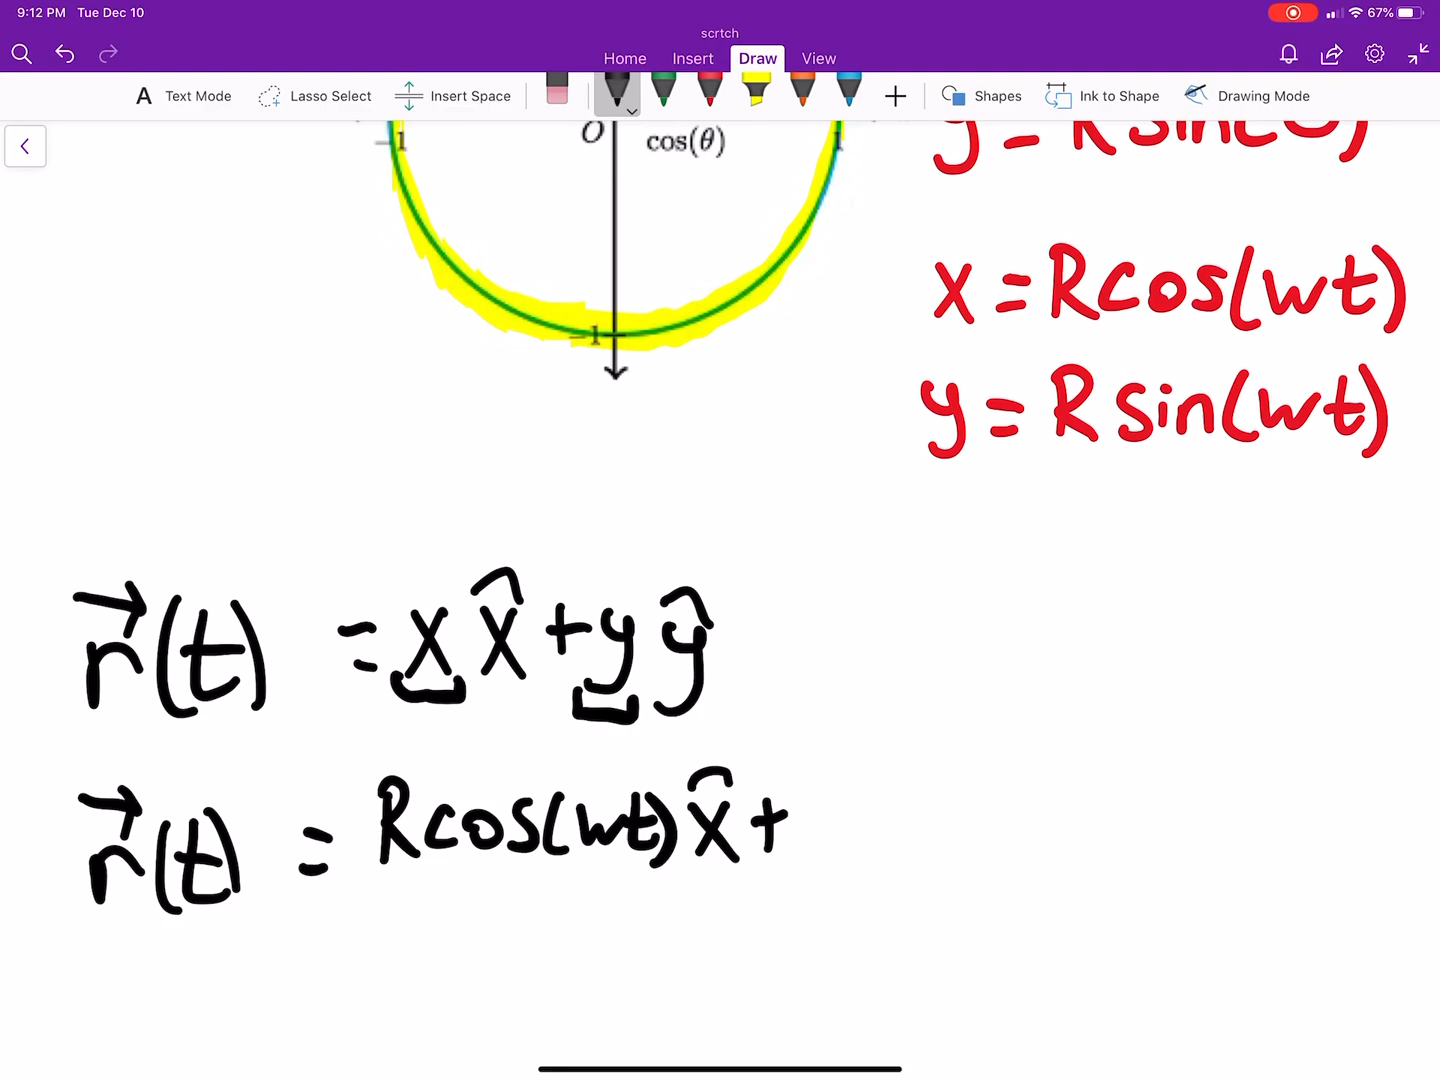 9:12 PM Tue Dec 10
67%
scrtch
Home Insert Draw View
A Text Mode Lasso Select Insert Space Shapes Ink to Shape Drawing Mode
−1 O cos(θ) 1
−1
y = R sin(θ)
x = Rcos(wt)
y = R sin(wt)
r⃗(t) = x x̂ + y ŷ
r⃗(t) = Rcos(wt) x̂ +